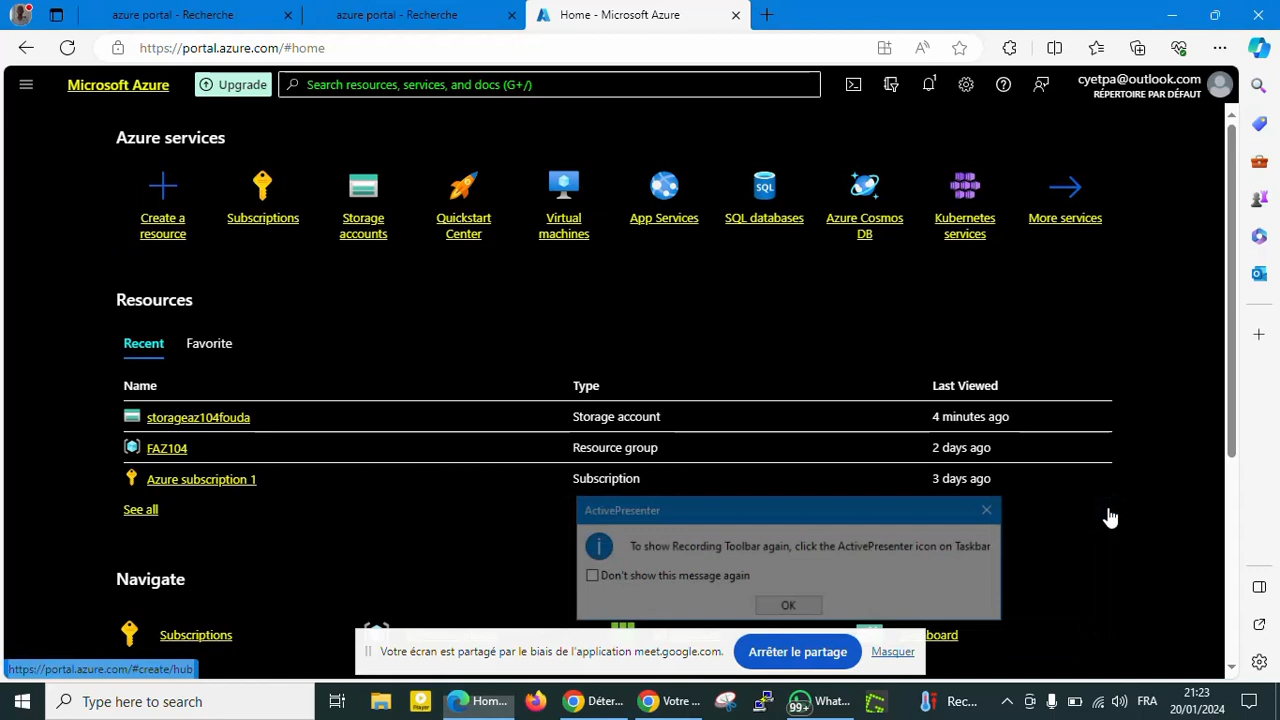 azure portal - Recherche
azure portal - Recherche
Home - Microsoft Azure
https://portal.azure.com/#home
Microsoft Azure
Upgrade
Search resources, services, and docs (G+/)
1
cyetpa@outlook.com
RÉPERTOIRE PAR DÉFAUT
Azure services
Create a resource
Subscriptions
Storage accounts
Quickstart Center
Virtual machines
App Services
SQL
SQL databases
Azure Cosmos DB
Kubernetes services
More services
Resources
Recent
Favorite
Name
Type
Last Viewed
storageaz104fouda
Storage account
4 minutes ago
FAZ104
Resource group
2 days ago
Azure subscription 1
Subscription
3 days ago
See all
ActivePresenter
To show Recording Toolbar again, click the ActivePresenter icon on Taskbar
Don't show this message again
OK
Navigate
Subscriptions
Votre écran est partagé par le biais de l'application meet.google.com.
Arrêter le partage
Masquer
https://portal.azure.com/#create/hub
Type here to search
Hom...
Déter...
Votre ...
99+
What...
Rec...
FRA
21:23
20/01/2024